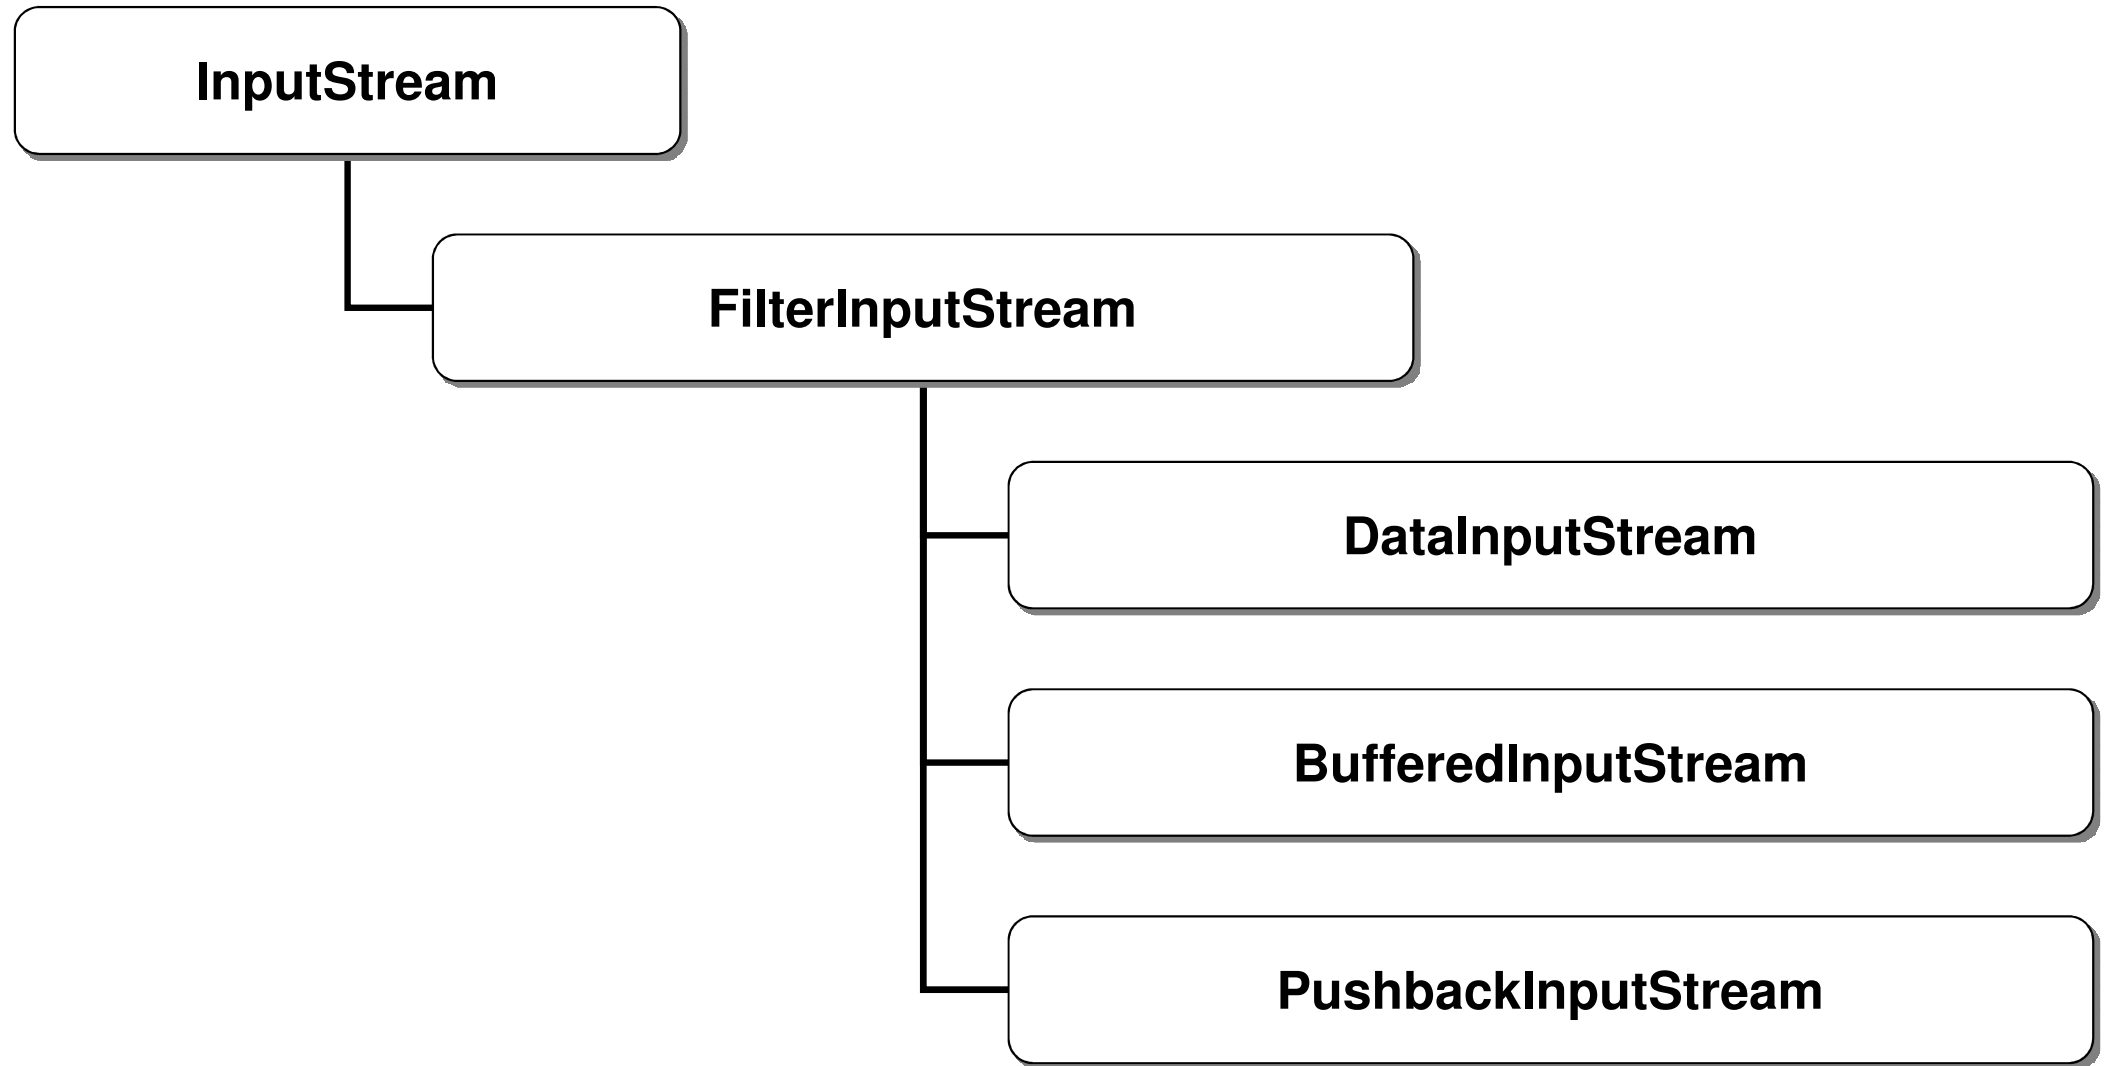 InputStream
FilterInputStream
DataInputStream
BufferedInputStream
PushbackInputStream